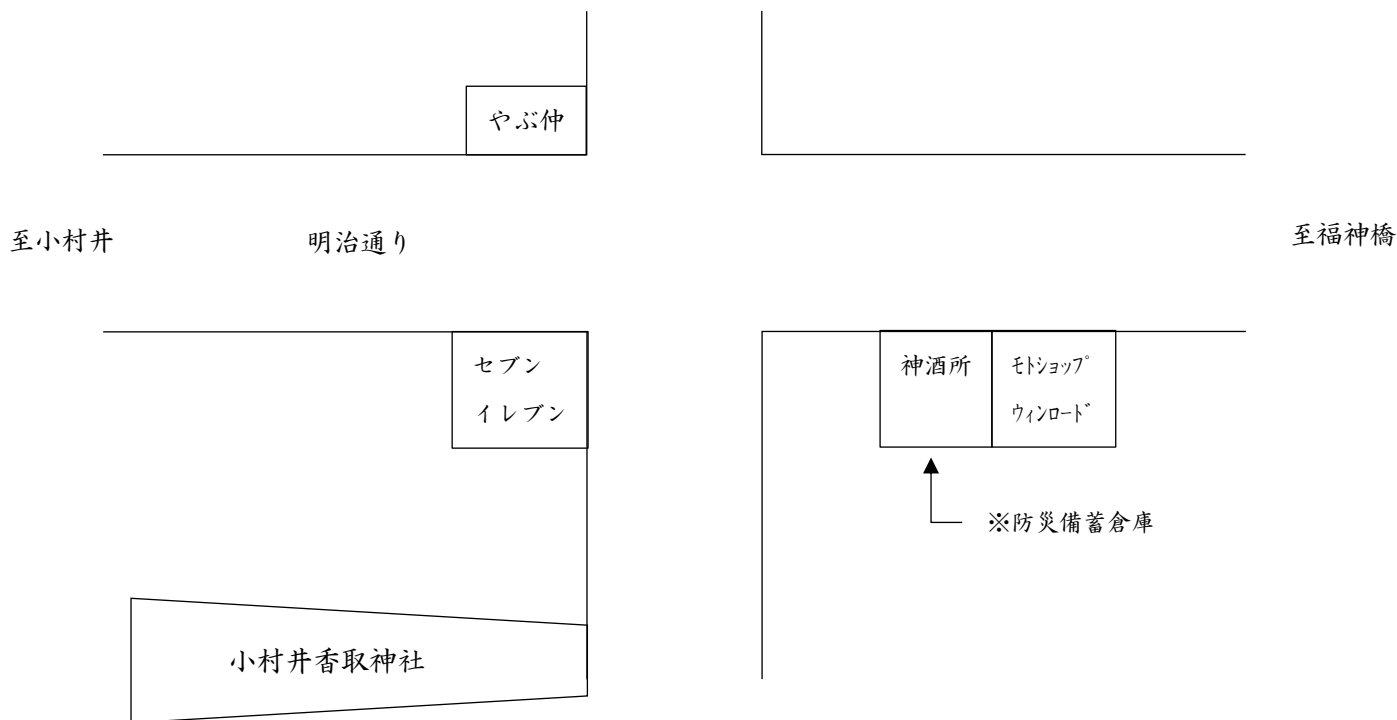 やぶ仲
至小村井
明治通り
至福神橋
セブン
イレブン
神酒所
ﾓﾄｼｮｯﾌﾟ
ｳｨﾝﾛｰﾄﾞ
※防災備蓄倉庫
小村井香取神社